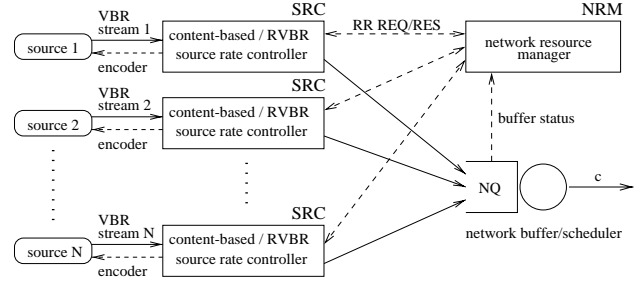 SRC
NRM
VBR
stream 1
source 1
encoder
content-based / RVBR
source rate controller
RR REQ/RES
network resource
manager
SRC
VBR
stream 2
source 2
encoder
content-based / RVBR
source rate controller
buffer status
NQ
c
network buffer/scheduler
SRC
VBR
stream N
source N
encoder
content-based / RVBR
source rate controller